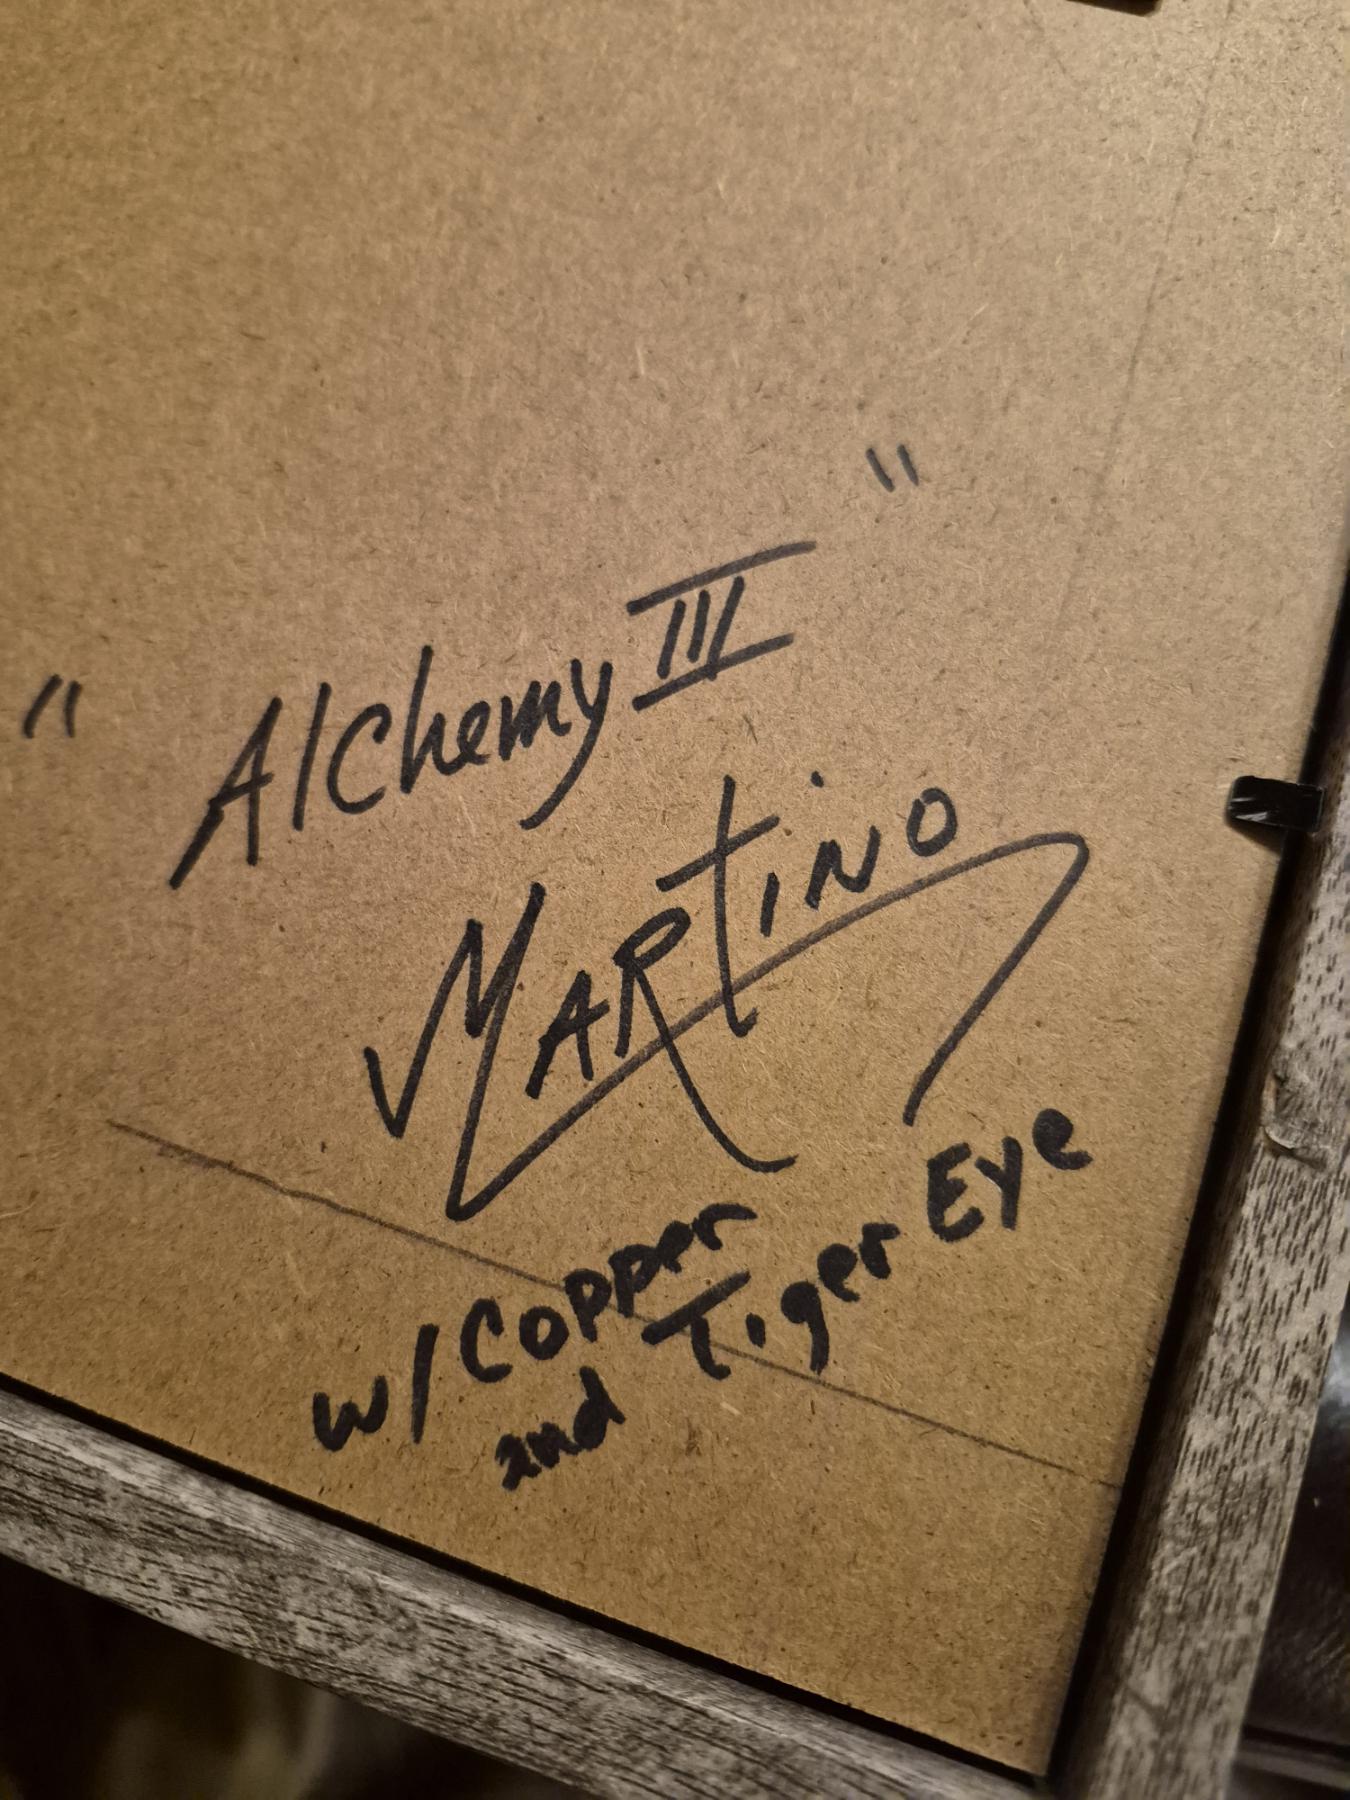 "Alchemy III"
MARTiNO
w/Copper
and Tiger Eye